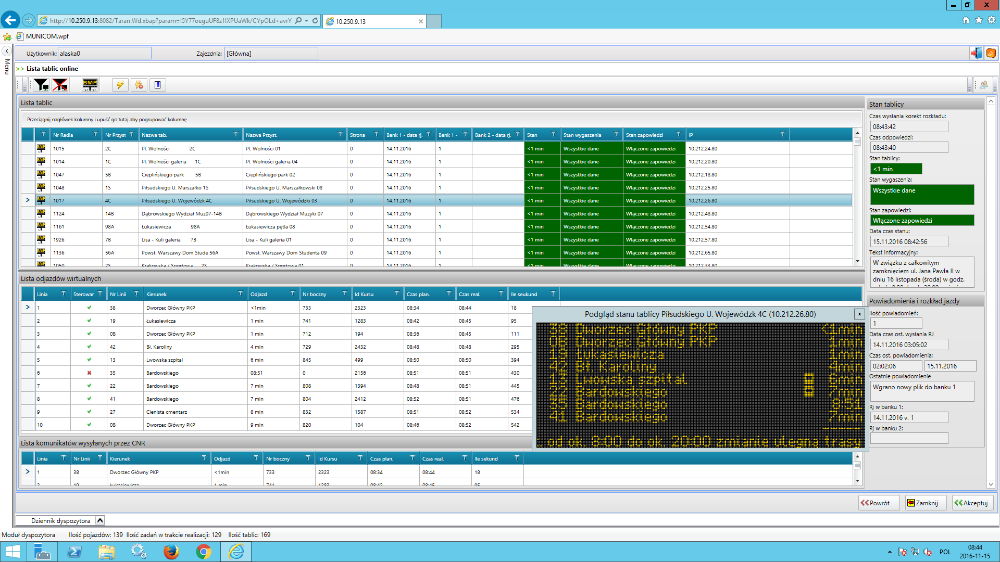 http://10.250.9.13:8082/Taran.Wd.xbap?param=I5Y77oeguUF8z1IXPUaWk/CYpOLd+avrY
10.250.9.13
MUNICOM.wpf
Menu
Użytkownik: alaska0 Zajezdnia: [Główna]
>> Lista tablic online
BMP
Lista tablic
Przeciągnij nagłówek kolumny i upuść go tutaj aby pogrupować kolumnę
Nr Radia Nr Przyst Nazwa tab. Nazwa Przyst. Strona Bank 1 - data rj. Bank 1 - Bank 2 - data rj. Stan Stan wygaszenia Stan zapowiedzi IP
1015 2C Pl. Wolności 2C Pl. Wolności 01 0 14.11.2016 1 <1 min Wszystkie dane Włączone zapowiedzi 10.212.24.80
1014 1C Pl. Wolności galeria 1C Pl. Wolności galeria 04 0 14.11.2016 1 <1 min Wszystkie dane Włączone zapowiedzi 10.212.20.80
1047 5B Cieplińskiego park 5B Cieplińskiego park 02 0 14.11.2016 1 <1 min Wszystkie dane Włączone zapowiedzi 10.212.18.80
1048 1S Piłsudskiego U. Marszałko 1S Piłsudskiego U. Marszałkowski 08 0 14.11.2016 1 <1 min Wszystkie dane Włączone zapowiedzi 10.212.25.80
1017 4C Piłsudskiego U. Wojewódzk 4C Piłsudskiego U. Wojewódzki 03 0 14.11.2016 1 <1 min Wszystkie dane Włączone zapowiedzi 10.212.26.80
1124 14B Dąbrowskiego Wydział Muz07-14B Dąbrowskiego Wydział Muzyki 07 0 14.11.2016 1 <1 min Wszystkie dane Włączone zapowiedzi 10.212.48.80
1161 98A Łukasiewicza 98A Łukasiewicza pętla 08 0 14.11.2016 1 <1 min Wszystkie dane Włączone zapowiedzi 10.212.54.80
1926 7B Lisa - Kuli galeria 7B Lisa - Kuli galeria 01 0 14.11.2016 1 <1 min Wszystkie dane Włączone zapowiedzi 10.212.57.80
1136 56A Powst. Warszawy Dom Stude 56A Powst. Warszawy Dom Studenta 09 0 14.11.2016 1 <1 min Wszystkie dane Włączone zapowiedzi 10.212.65.80
1050 2S Krakowska / Sportowa 2S Krakowska / Sportowa 01 0 14.11.2016 1 <1 min Wszystkie dane Włączone zapowiedzi 10.212.33.80
Lista odjazdów wirtualnych
Linia Sterowar Nr Linii Kierunek Odjazd Nr boczny Id Kursu Czas plan. Czas real. Ile seukund
1 38 Dworzec Główny PKP <1min 733 2323 08:34 08:44 18
2 19 Łukasiewicza 1 min 741 1283 08:42 08:45 95
3 0B Dworzec Główny PKP 1 min 712 194 08:36 08:45 111
4 42 Bł. Karoliny 4 min 729 2432 08:48 08:48 295
5 13 Lwowska szpital 6 min 845 499 08:50 08:50 394
6 35 Bardowskiego 08:51 0 2156 08:51 08:51 430
7 22 Bardowskiego 7 min 808 1394 08:48 08:51 445
8 41 Bardowskiego 7 min 804 2412 08:52 08:51 476
9 27 Cienista cmentarz 8 min 832 1587 08:51 08:52 534
10 0B Dworzec Główny PKP 9 min 820 104 08:46 08:52 542
Lista komunikatów wysyłanych przez CNR
Linia Nr Linii Kierunek Odjazd Nr boczny Id Kursu Czas plan. Czas real. Ile sekund
1 38 Dworzec Główny PKP <1min 733 2323 08:34 08:44 18
2 19 Łukasiewicza 1 min 741 1283 08:42 08:45 95
Podgląd stanu tablicy Piłsudskiego U. Wojewódzk 4C (10.212.26.80)
38 Dworzec Główny PKP <1min
0B Dworzec Główny PKP 1min
19 Łukasiewicza 1min
42 Bł. Karoliny 4min
13 Lwowska szpital 6min
22 Bardowskiego 7min
35 Bardowskiego 8:51
41 Bardowskiego 7min
-----
:. od ok. 8:00 do ok. 20:00 zmianie ulegną trasy
Stan tablicy
Czas wysłania korekt rozkładu:
08:43:42
Czas odpowiedzi:
08:43:40
Stan tablicy:
<1 min
Stan wygaszenia:
Wszystkie dane
Stan zapowiedzi:
Włączone zapowiedzi
Data czas stanu:
15.11.2016 08:42:56
Tekst informacyjny:
W związku z całkowitym
zamknięciem ul. Jana Pawła II w
dniu 16 listopada (środa) w godz.
Powiadomienia i rozkład jazdy
Ilość powiadomień:
1
Data czas ost. wysłania RJ
14.11.2016 03:05:02
Czas ost. powiadomienia:
02:02:06 15.11.2016
Ostatnie powiadomienie
Wgrano nowy plik do banku 1
Rj w banku 1:
14.11.2016 v. 1
Rj w banku 2:
Powrót Zamknij Akceptuj
Dziennik dyspozytora
Moduł dyspozytora Ilość pojazdów: 139 Ilość zadań w trakcie realizacji: 129 Ilość tablic: 169
POL
08:44
2016-11-15